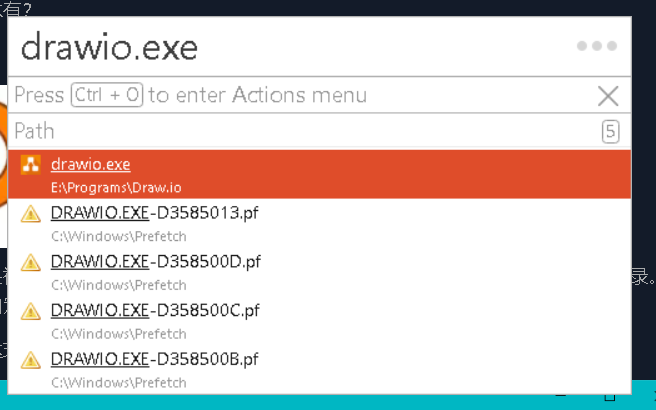 有?
drawio.exe
Press Ctrl + O to enter Actions menu
Path 5
drawio.exe
E:\Programs\Draw.io
DRAWIO.EXE-D3585013.pf
C:\Windows\Prefetch
DRAWIO.EXE-D358500D.pf
C:\Windows\Prefetch
DRAWIO.EXE-D358500C.pf
C:\Windows\Prefetch
录。
DRAWIO.EXE-D358500B.pf
C:\Windows\Prefetch